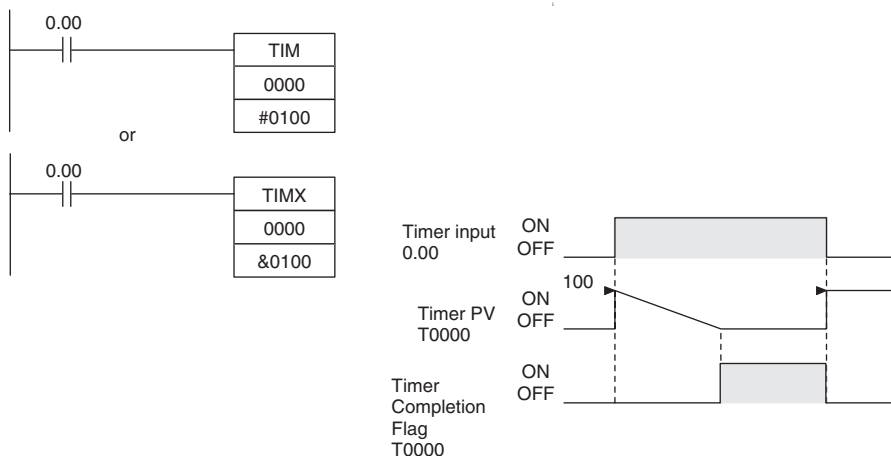 0.00
TIM
0000
#0100
or
0.00
TIMX
0000
&0100
Timer input
0.00
ON
OFF
100
Timer PV
T0000
ON
OFF
Timer
Completion
Flag
T0000
ON
OFF